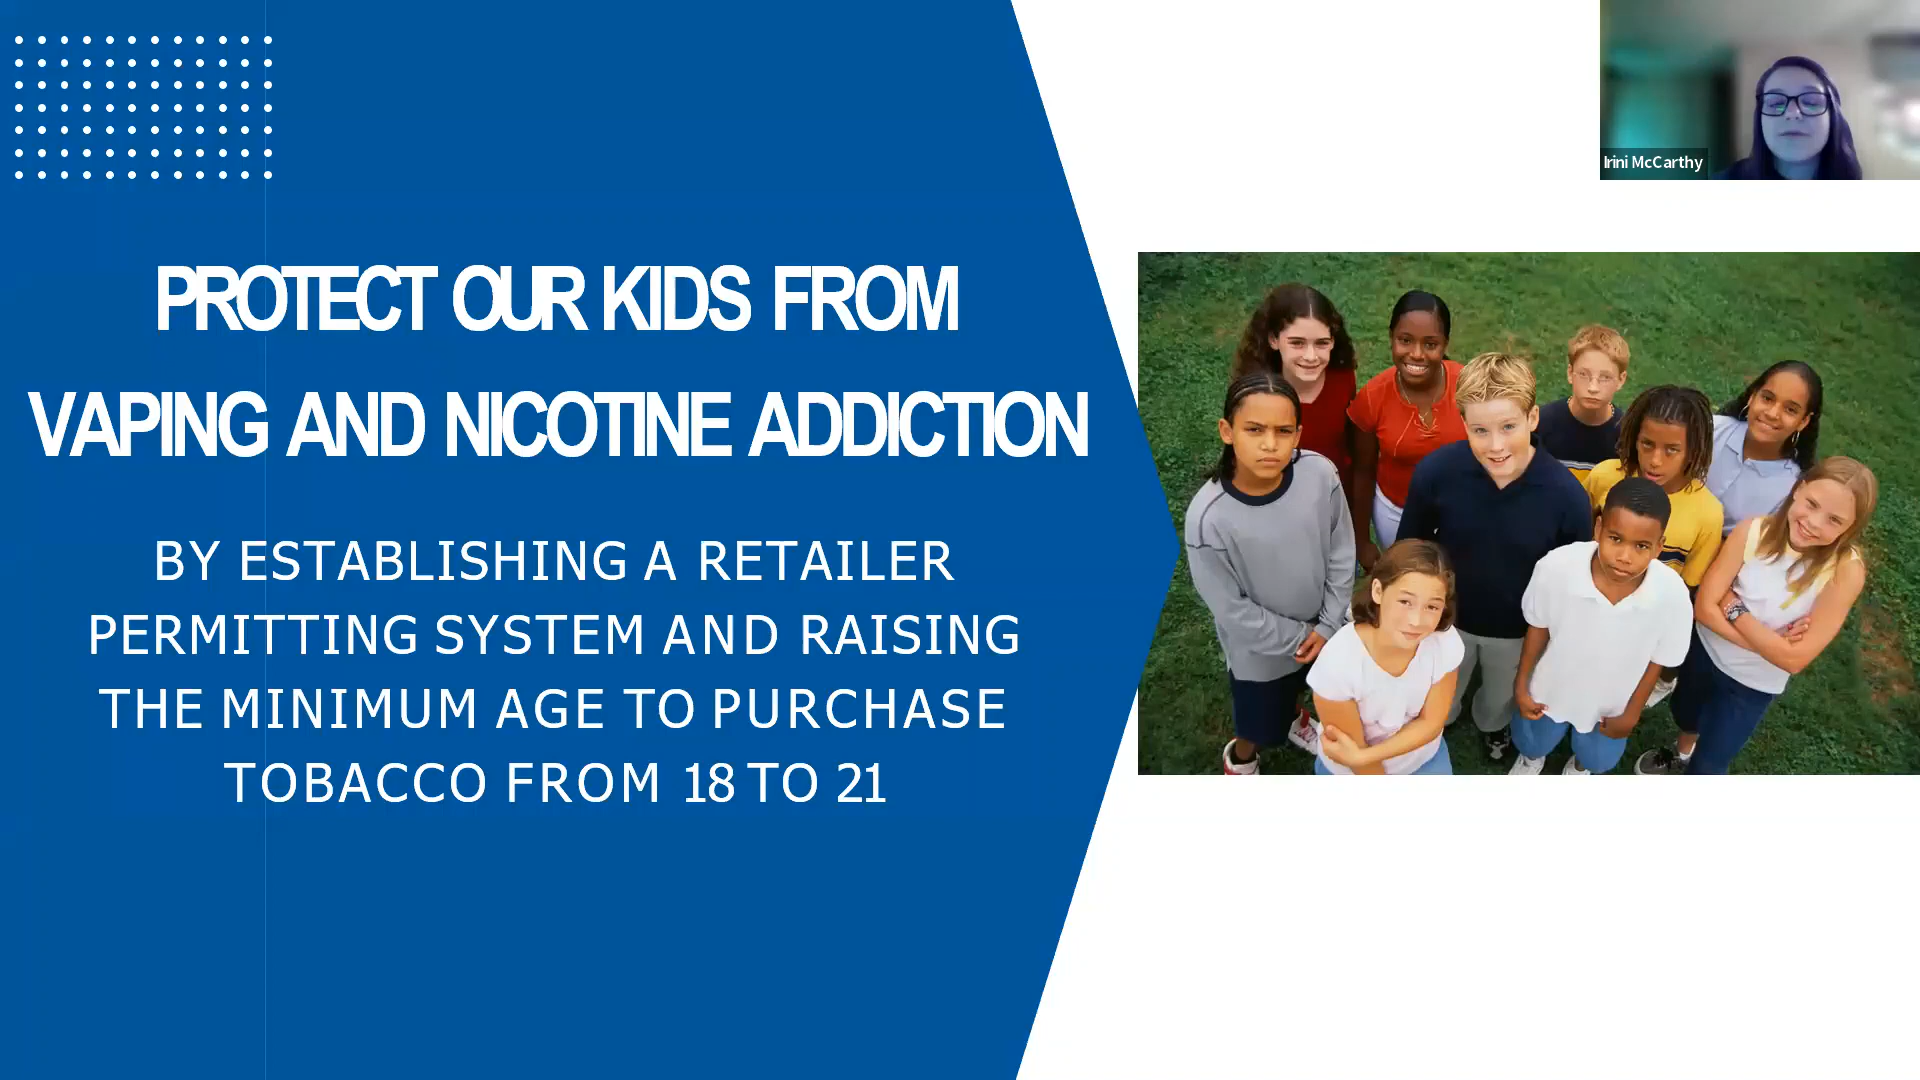 PROTECT OUR KIDS FROM
VAPING AND NICOTINE ADDICTION
BY ESTABLISHING A RETAILER
PERMITTING SYSTEM AND RAISING
THE MINIMUM AGE TO PURCHASE
TOBACCO FROM 18 TO 21
Irini McCarthy